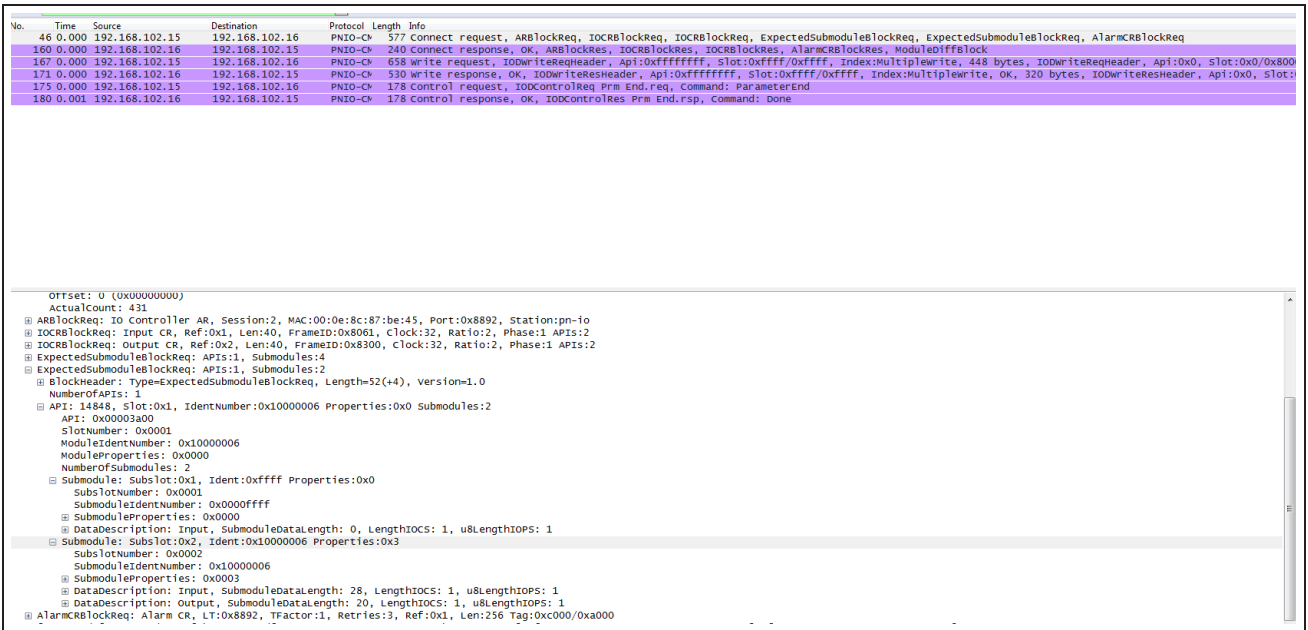 No. Time Source Destination Protocol Length Info
46 0.000 192.168.102.15 192.168.102.16 PNIO-CM 577 Connect request, ARBlockReq, IOCRBlockReq, IOCRBlockReq, ExpectedSubmoduleBlockReq, ExpectedSubmoduleBlockReq, AlarmCRBlockReq
160 0.000 192.168.102.16 192.168.102.15 PNIO-CM 240 Connect response, OK, ARBlockRes, IOCRBlockRes, IOCRBlockRes, AlarmCRBlockRes, ModuleDiffBlock
167 0.000 192.168.102.15 192.168.102.16 PNIO-CM 658 Write request, IODWriteReqHeader, Api:0xffffffff, Slot:0xffff/0xffff, Index:MultipleWrite, 448 bytes, IODWriteReqHeader, Api:0x0, Slot:0x0/0x800
171 0.000 192.168.102.16 192.168.102.15 PNIO-CM 530 Write response, OK, IODWriteResHeader, Api:0xffffffff, Slot:0xffff/0xffff, Index:MultipleWrite, OK, 320 bytes, IODWriteResHeader, Api:0x0, Slot:
175 0.000 192.168.102.15 192.168.102.16 PNIO-CM 178 Control request, IODControlReq Prm End.req, Command: ParameterEnd
180 0.001 192.168.102.16 192.168.102.15 PNIO-CM 178 Control response, OK, IODControlRes Prm End.rsp, Command: Done
Offset: 0 (0x00000000)
ActualCount: 431
ARBlockReq: IO Controller AR, Session:2, MAC:00:0e:8c:87:be:45, Port:0x8892, Station:pn-io
IOCRBlockReq: Input CR, Ref:0x1, Len:40, FrameID:0x8061, Clock:32, Ratio:2, Phase:1 APIs:2
IOCRBlockReq: Output CR, Ref:0x2, Len:40, FrameID:0x8300, Clock:32, Ratio:2, Phase:1 APIs:2
ExpectedSubmoduleBlockReq: APIs:1, Submodules:4
ExpectedSubmoduleBlockReq: APIs:1, Submodules:2
BlockHeader: Type=ExpectedSubmoduleBlockReq, Length=52(+4), Version=1.0
NumberOfAPIs: 1
API: 14848, Slot:0x1, IdentNumber:0x10000006 Properties:0x0 Submodules:2
API: 0x00003a00
SlotNumber: 0x0001
ModuleIdentNumber: 0x10000006
ModuleProperties: 0x0000
NumberOfSubmodules: 2
Submodule: Subslot:0x1, Ident:0xffff Properties:0x0
SubslotNumber: 0x0001
SubmoduleIdentNumber: 0x0000ffff
SubmoduleProperties: 0x0000
DataDescription: Input, SubmoduleDataLength: 0, LengthIOCS: 1, u8LengthIOPS: 1
Submodule: Subslot:0x2, Ident:0x10000006 Properties:0x3
SubslotNumber: 0x0002
SubmoduleIdentNumber: 0x10000006
SubmoduleProperties: 0x0003
DataDescription: Input, SubmoduleDataLength: 28, LengthIOCS: 1, u8LengthIOPS: 1
DataDescription: Output, SubmoduleDataLength: 20, LengthIOCS: 1, u8LengthIOPS: 1
AlarmCRBlockReq: Alarm CR, LT:0x8892, TFactor:1, Retries:3, Ref:0x1, Len:256 Tag:0xc000/0xa000